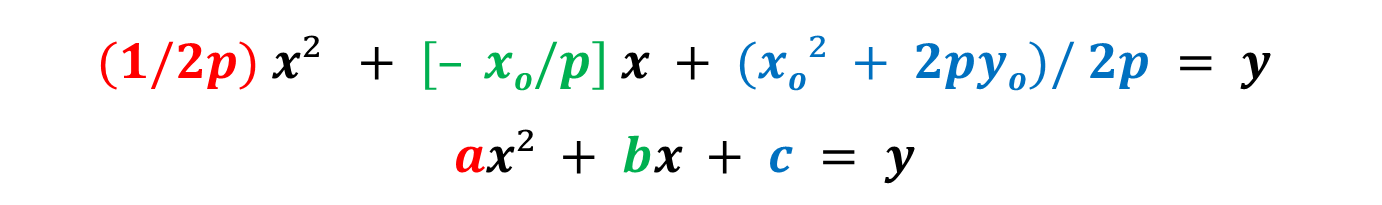 (1/2p) x² + [– xₒ/p] x + (xₒ² + 2pyₒ)/ 2p = y
ax² + bx + c = y